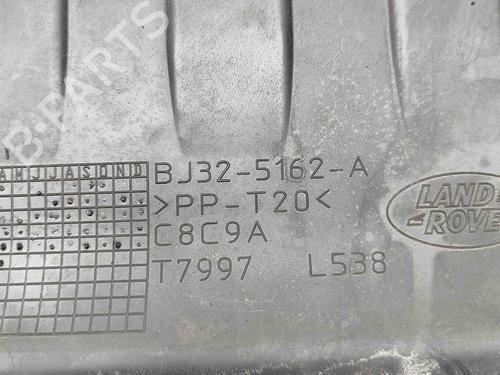 B-PARTS
A M J J A S O N D
BJ32-5162-A
>PP-T20<
C8C9A
T7997 L538
LAND
-ROVER